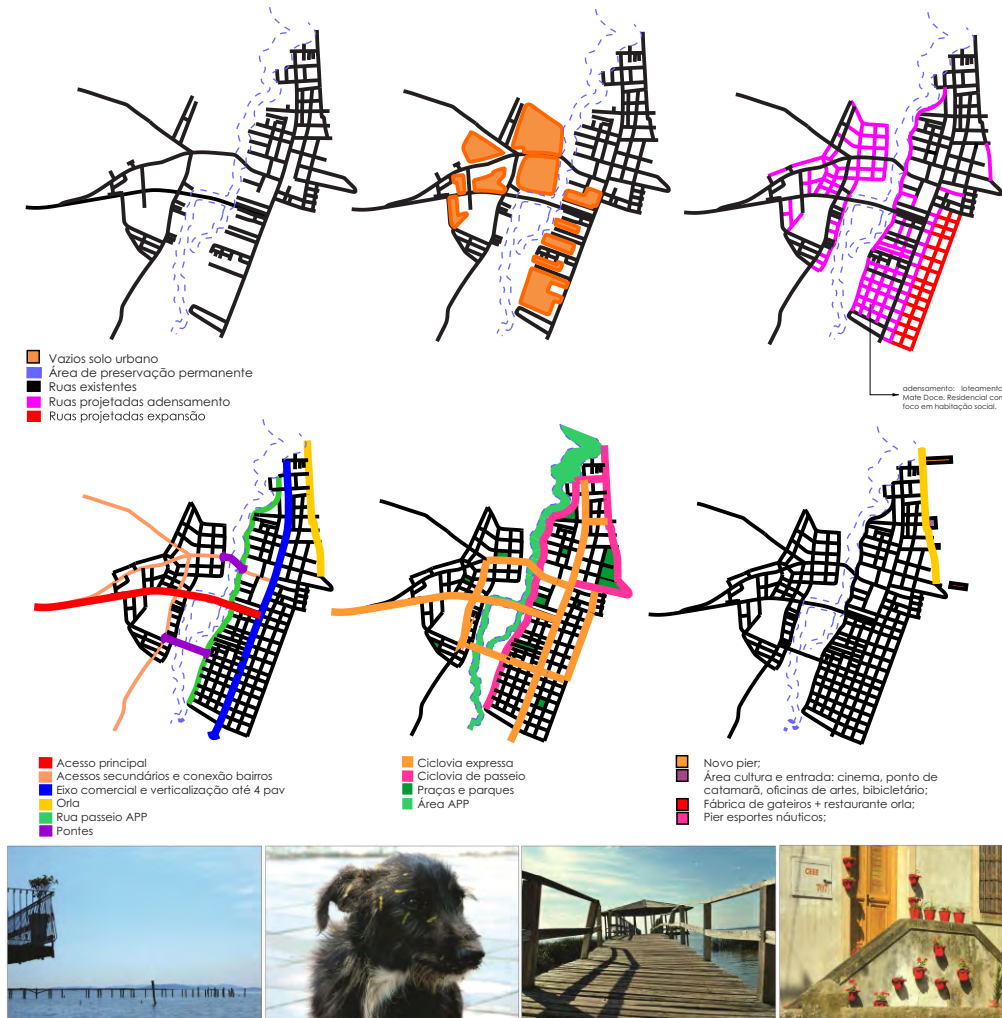 Vazios solo urbano
Área de preservação permanente
Ruas existentes
Ruas projetadas adensamento
Ruas projetadas expansão
adensamento: loteamento
Mate Doce. Residencial com
foco em habitação social.
Acesso principal
Acessos secundários e conexão bairros
Eixo comercial e verticalização até 4 pav
Orla
Rua passeio APP
Pontes
Ciclovia expressa
Ciclovia de passeio
Praças e parques
Área APP
Novo pier;
Área cultura e entrada: cinema, ponto de
catamarã, oficinas de artes, bibicletário;
Fábrica de gateiros + restaurante orla;
Pier esportes náuticos;